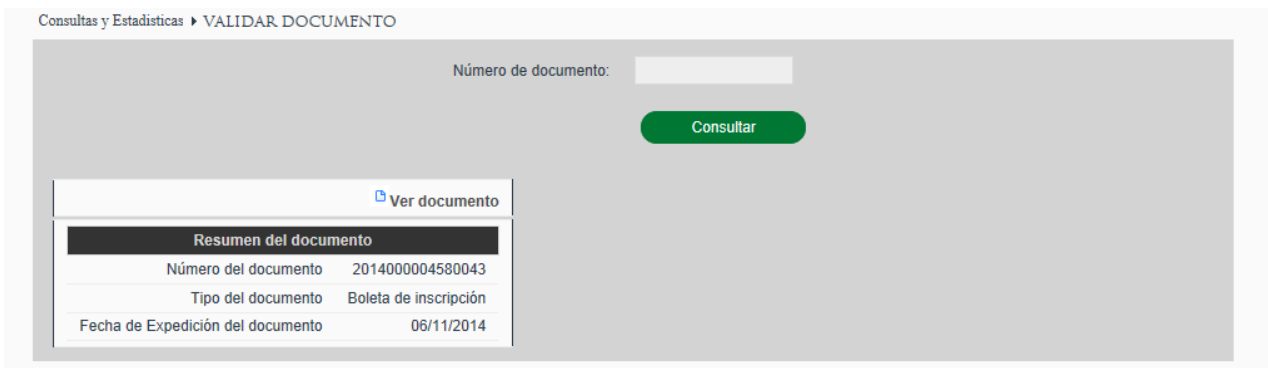 Consultas y Estadisticas ▸ VALIDAR DOCUMENTO
Número de documento:
Consultar
Ver documento
Resumen del documento
Número del documento 2014000004580043
Tipo del documento Boleta de inscripción
Fecha de Expedición del documento 06/11/2014